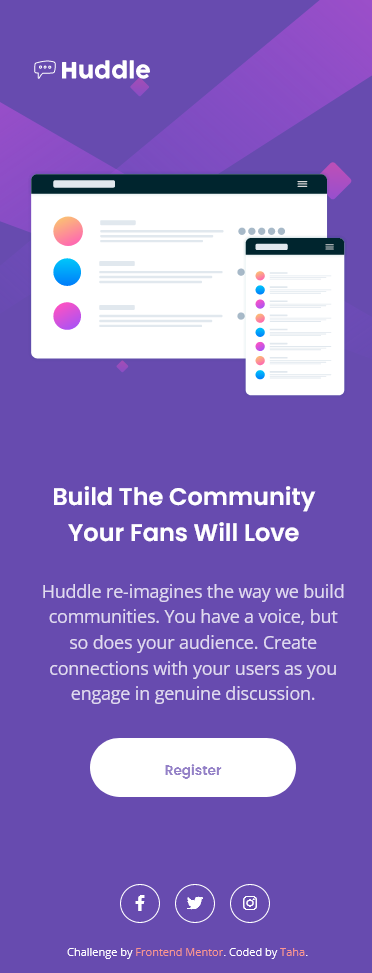 Huddle
Build The Community
Your Fans Will Love
Huddle re-imagines the way we build
communities. You have a voice, but
so does your audience. Create
connections with your users as you
engage in genuine discussion.
Register
Challenge by Frontend Mentor. Coded by Taha.